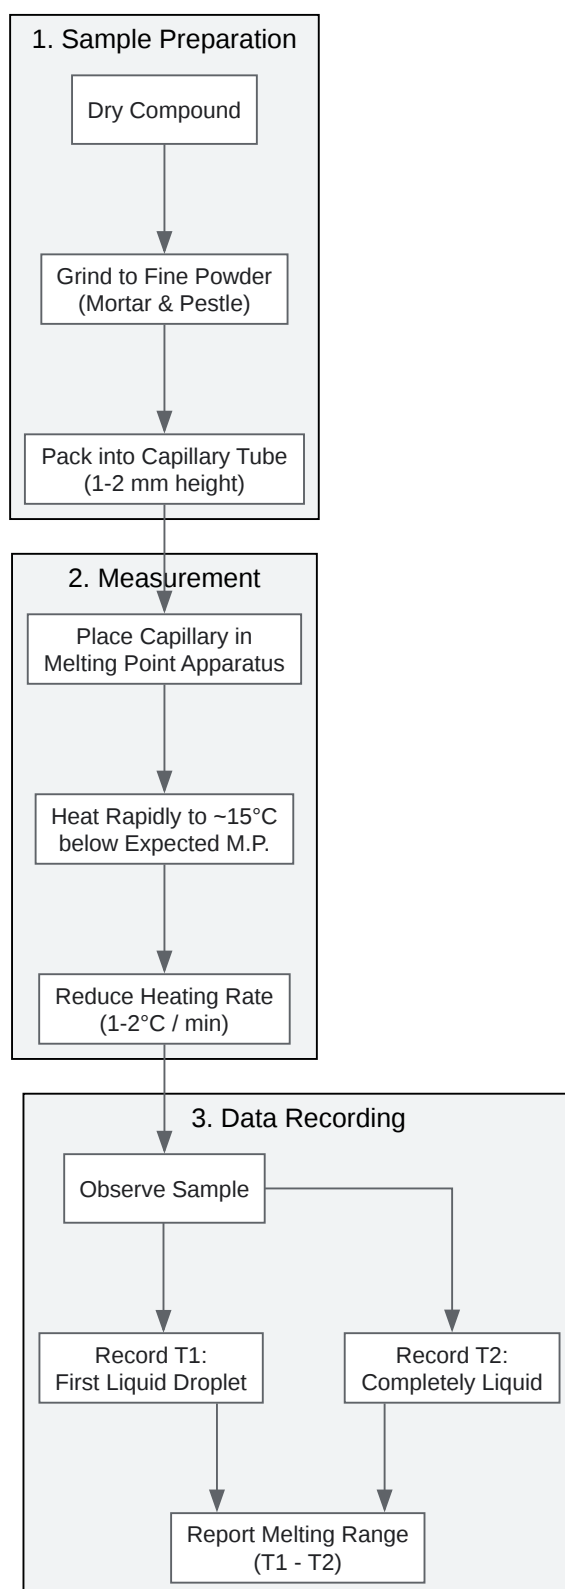 1. Sample Preparation
Dry Compound
Grind to Fine Powder
(Mortar & Pestle)
Pack into Capillary Tube
(1-2 mm height)
2. Measurement
Place Capillary in
Melting Point Apparatus
Heat Rapidly to ~15°C
below Expected M.P.
Reduce Heating Rate
(1-2°C / min)
3. Data Recording
Observe Sample
Record T1:
First Liquid Droplet
Record T2:
Completely Liquid
Report Melting Range
(T1 - T2)